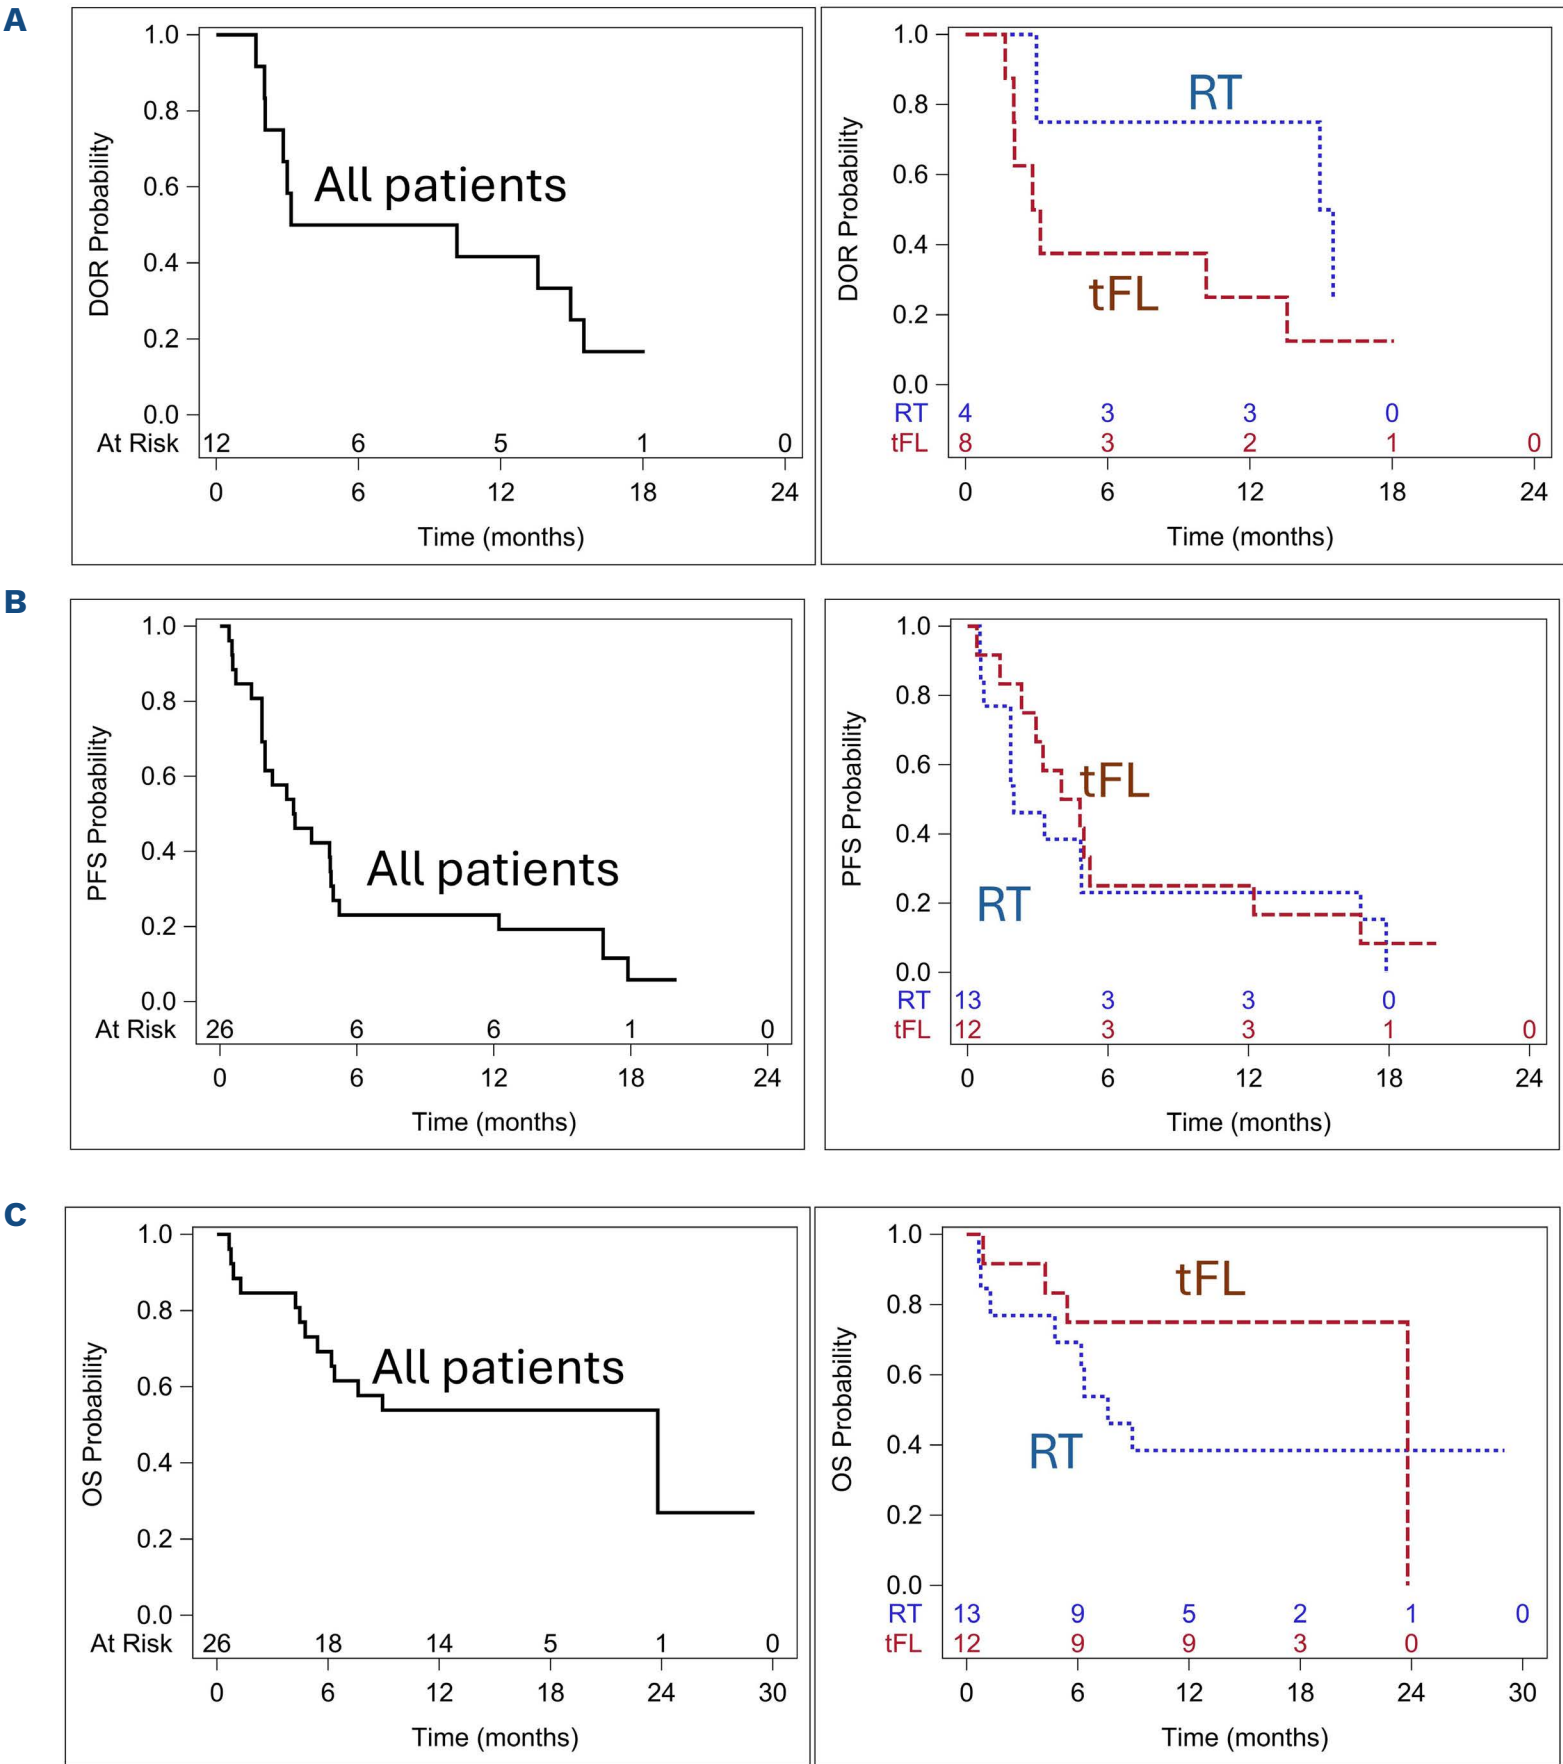 A
1.0
0.8
0.6
0.4
0.2
0.0
DOR Probability
All patients
At Risk 12 6 5 1 0
0 6 12 18 24
Time (months)
1.0
0.8
0.6
0.4
0.2
0.0
DOR Probability
RT
tFL
RT 4 3 3 0
tFL 8 3 2 1 0
0 6 12 18 24
Time (months)
B
1.0
0.8
0.6
0.4
0.2
0.0
PFS Probability
All patients
At Risk 26 6 6 1 0
0 6 12 18 24
Time (months)
1.0
0.8
0.6
0.4
0.2
0.0
PFS Probability
tFL
RT
RT 13 3 3 0
tFL 12 3 3 1 0
0 6 12 18 24
Time (months)
C
1.0
0.8
0.6
0.4
0.2
0.0
OS Probability
All patients
At Risk 26 18 14 5 1 0
0 6 12 18 24 30
Time (months)
1.0
0.8
0.6
0.4
0.2
0.0
OS Probability
tFL
RT
RT 13 9 5 2 1 0
tFL 12 9 9 3 0
0 6 12 18 24 30
Time (months)